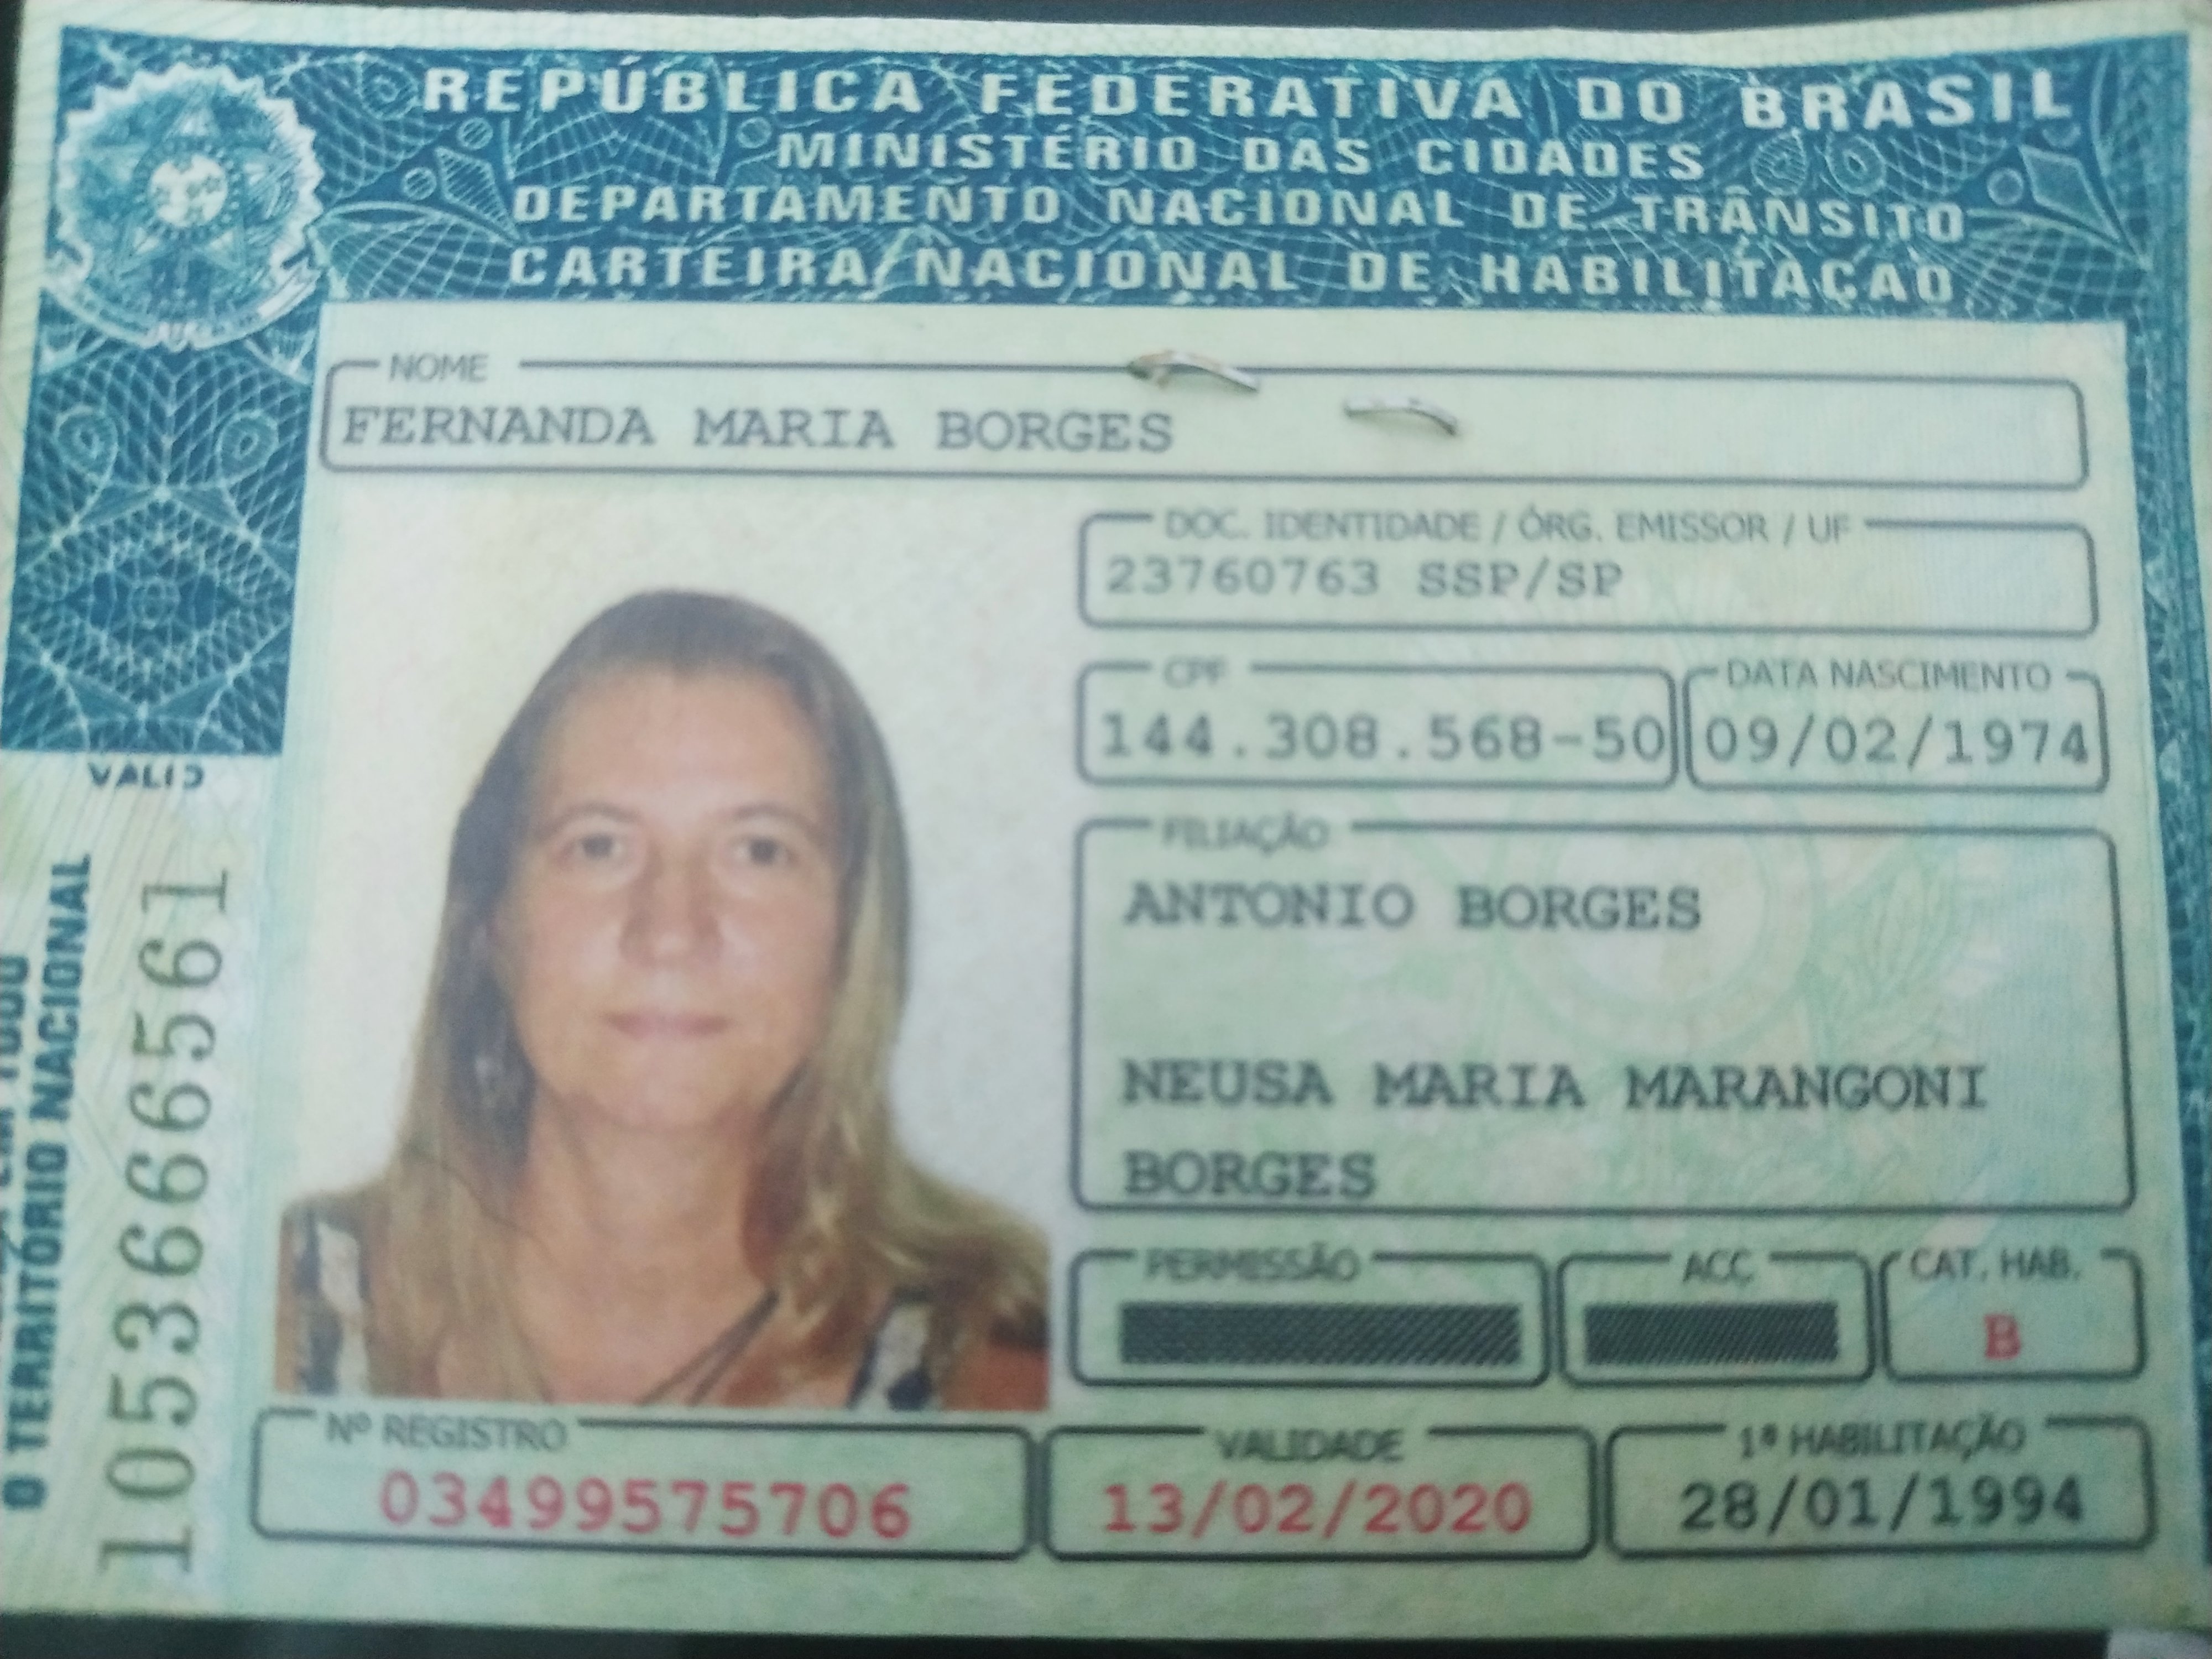 REPÚBLICA FEDERATIVA DO BRASIL
MINISTÉRIO DAS CIDADES
DEPARTAMENTO NACIONAL DE TRÂNSITO
CARTEIRA NACIONAL DE HABILITAÇÃO
NOME
FERNANDA MARIA BORGES
DOC. IDENTIDADE / ÓRG. EMISSOR / UF
23760763 SSP/SP
CPF
144.308.568-50
DATA NASCIMENTO
09/02/1974
FILIAÇÃO
ANTONIO BORGES
NEUSA MARIA MARANGONI
BORGES
PERMISSÃO
ACC
CAT. HAB.
B
Nº REGISTRO
03499575706
VALIDADE
13/02/2020
1ª HABILITAÇÃO
28/01/1994
O TERRITÓRIO NACIONAL
1053666561